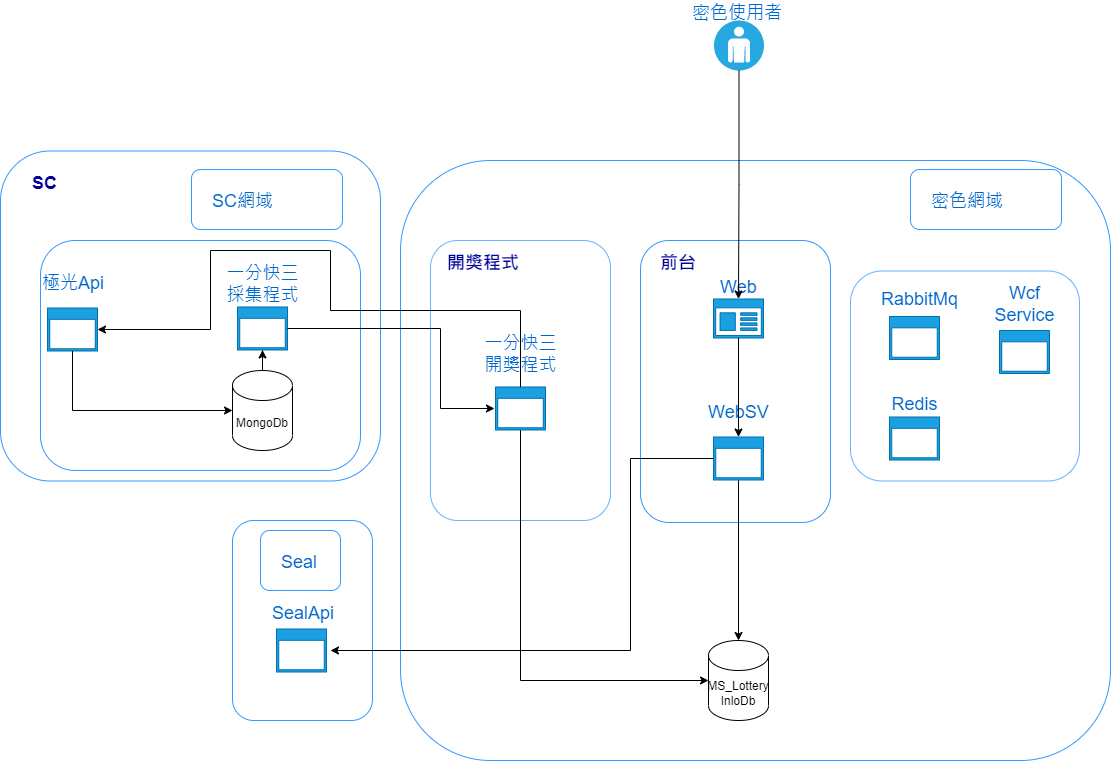 密色使用者
SC
SC網域
密色網域
極光Api
一分快三
採集程式
MongoDb
開獎程式
一分快三
開獎程式
前台
Web
WebSV
RabbitMq
Wcf
Service
Redis
Seal
SealApi
MS_Lottery
InloDb